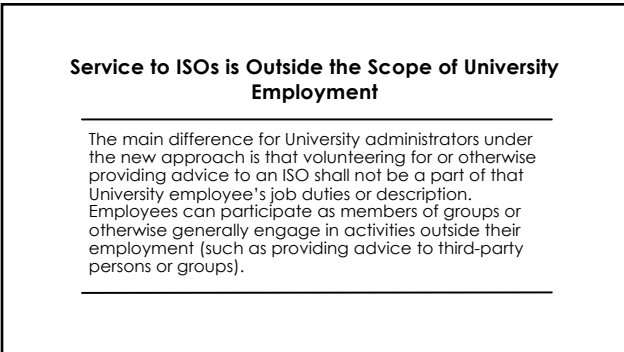 Service to ISOs is Outside the Scope of University
Employment
The main difference for University administrators under
the new approach is that volunteering for or otherwise
providing advice to an ISO shall not be a part of that
University employee’s job duties or description.
Employees can participate as members of groups or
otherwise generally engage in activities outside their
employment (such as providing advice to third-party
persons or groups).